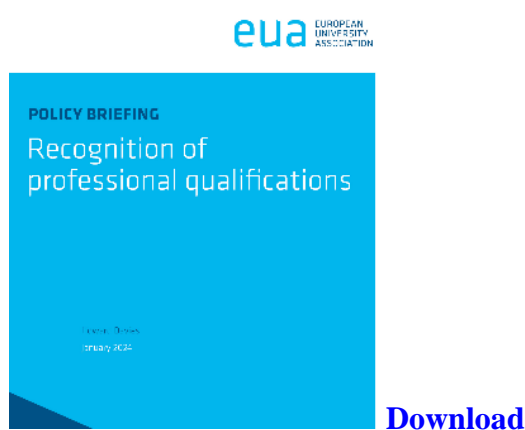 eua EUROPEAN
UNIVERSITY
ASSOCIATION
POLICY BRIEFING
Recognition of
professional qualifications
January 2024
Download